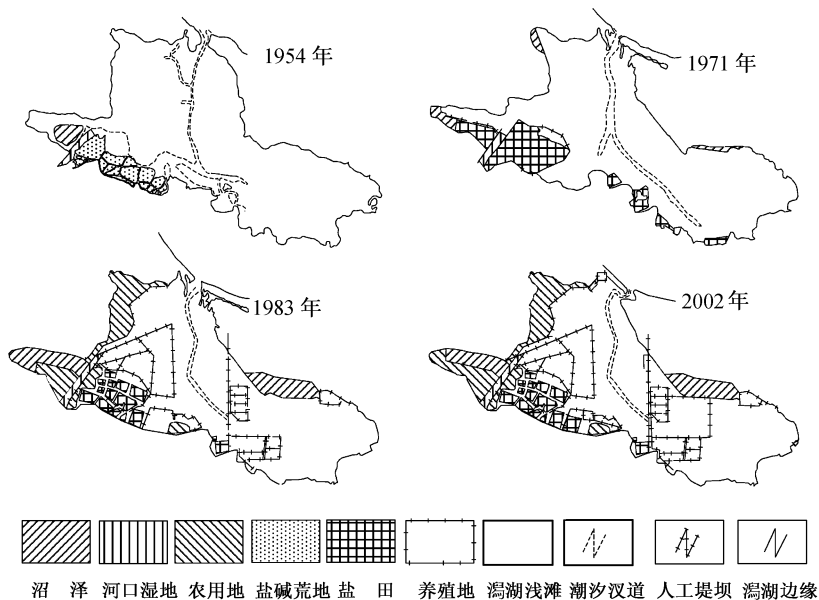 1954 年
1971 年
1983 年
2002 年
沼 泽 河口湿地 农用地 盐碱荒地 盐 田 养殖地 潟湖浅滩 潮汐汊道 人工堤坝 潟湖边缘